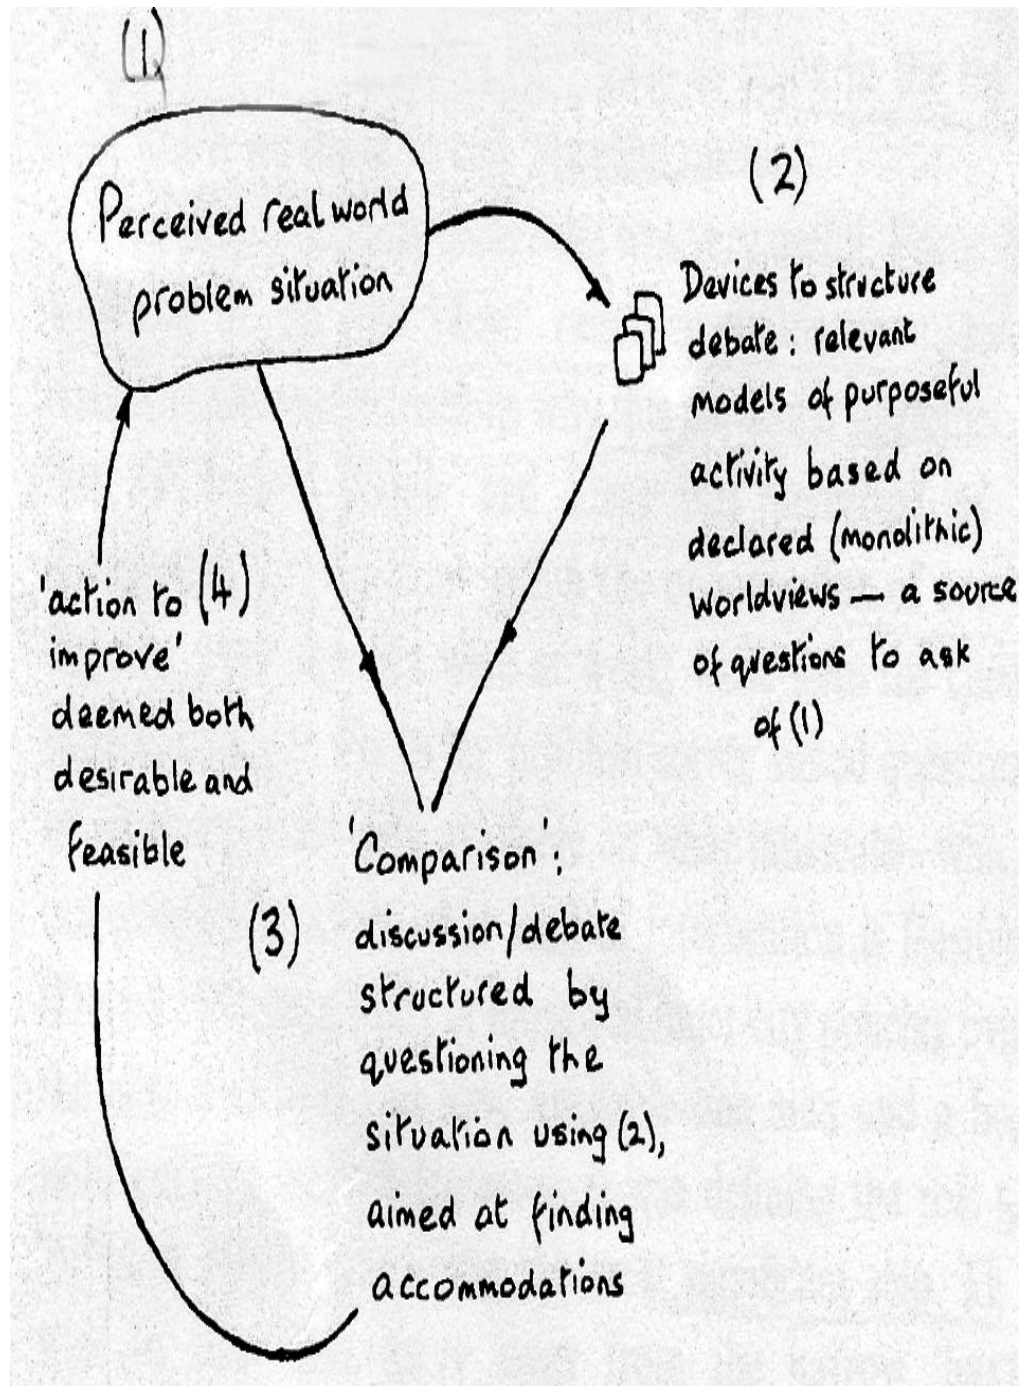 (1)
Perceived real world
problem situation
(2)
Devices to structure
debate : relevant
models of purposeful
activity based on
declared (monolithic)
Worldviews — a source
of questions to ask
of (1)
'action to (4)
improve'
deemed both
desirable and
feasible
(3)
'Comparison' :
discussion/debate
structured by
questioning the
situation using (2),
aimed at finding
accommodations